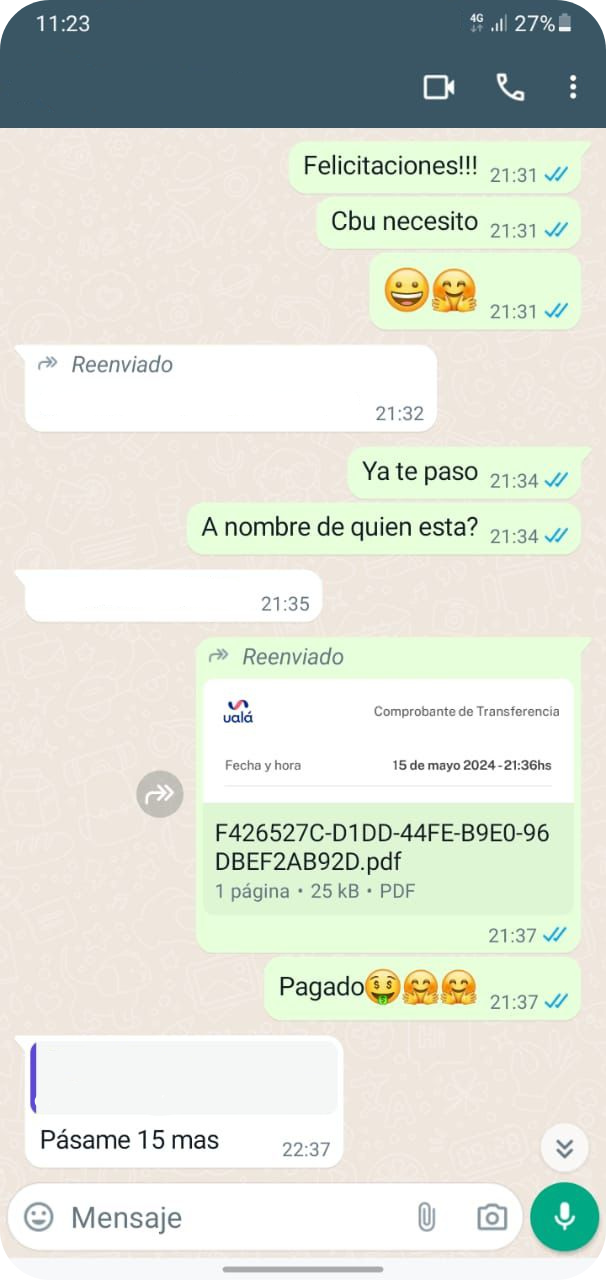 11:23 4G 27%
Felicitaciones!!! 21:31
Cbu necesito 21:31
21:31
Reenviado
21:32
Ya te paso 21:34
A nombre de quien esta? 21:34
21:35
Reenviado
ualá Comprobante de Transferencia
Fecha y hora 15 de mayo 2024 - 21:36hs
F426527C-D1DD-44FE-B9E0-96
DBEF2AB92D.pdf
1 página • 25 kB • PDF
21:37
Pagado 21:37
Pásame 15 mas 22:37
Mensaje